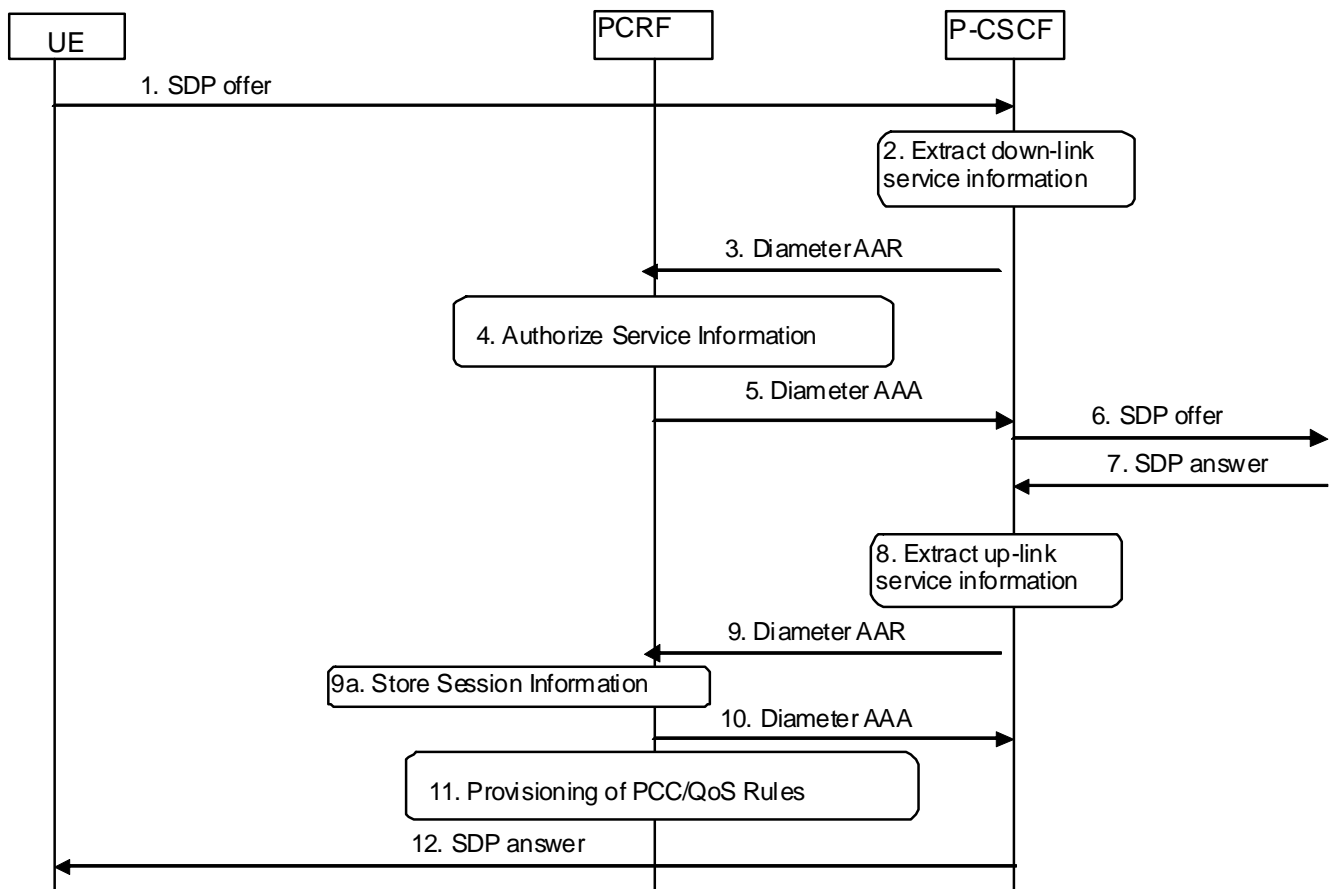 UE
PCRF
P-CSCF
1. SDP offer
2. Extract down-link
service information
3. Diameter AAR
4. Authorize Service Information
5. Diameter AAA
6. SDP offer
7. SDP answer
8. Extract up-link
service information
9. Diameter AAR
9a. Store Session Information
10. Diameter AAA
11. Provisioning of PCC/QoS Rules
12. SDP answer